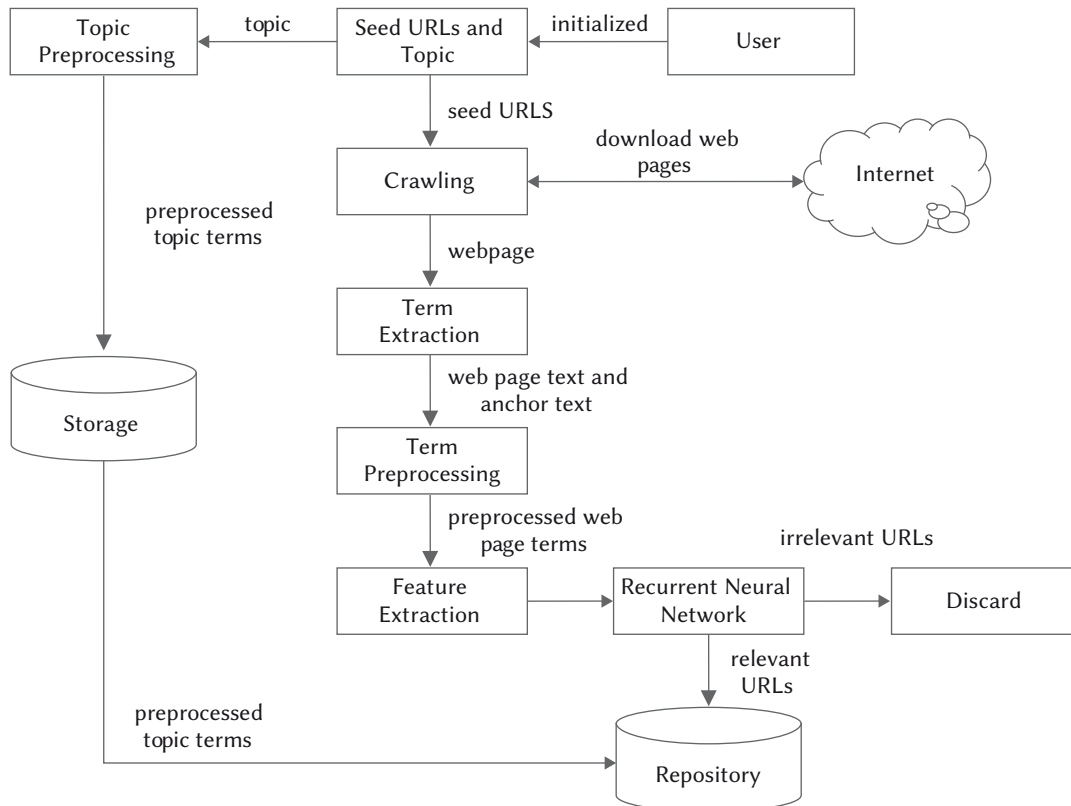 Topic
Preprocessing
topic
Seed URLs and
Topic
initialized
User
seed URLS
download web
pages
Crawling
Internet
preprocessed
topic terms
webpage
Term
Extraction
web page text and
anchor text
Storage
Term
Preprocessing
preprocessed web
page terms
irrelevant URLs
Feature
Extraction
Recurrent Neural
Network
Discard
relevant
URLs
preprocessed
topic terms
Repository